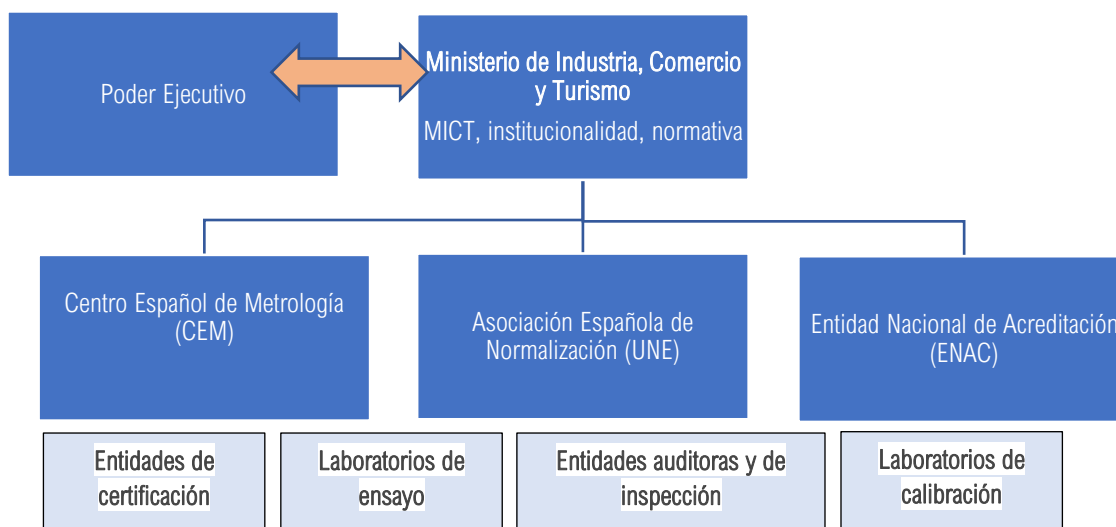 Poder Ejecutivo
Ministerio de Industria, Comercio
y Turismo
MICT, institucionalidad, normativa
Centro Español de Metrología
(CEM)
Asociación Española de
Normalización (UNE)
Entidad Nacional de Acreditación
(ENAC)
Entidades de
certificación
Laboratorios de
ensayo
Entidades auditoras y de
inspección
Laboratorios de
calibración